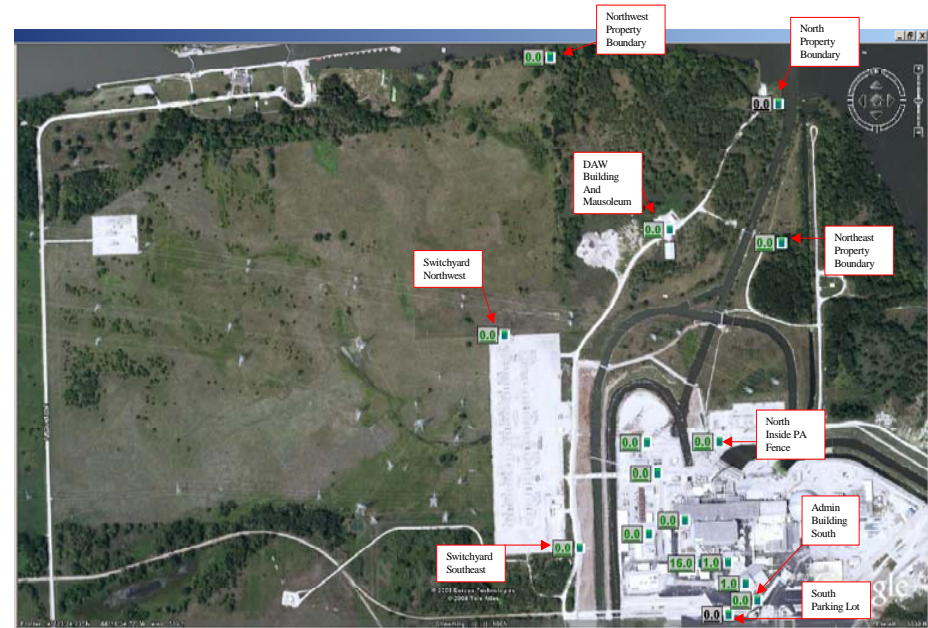 Northwest
Property
Boundary
North
Property
Boundary
0.0
0.0
DAW
Building
And
Mausoleum
0.0
0.0
Northeast
Property
Boundary
Switchyard
Northwest
0.0
North
Inside PA
Fence
0.0
0.0
0.0
Admin
Building
South
0.0
0.0
Switchyard
Southeast
0.0
16.0
1.0
1.0
0.0
South
Parking Lot
0.0